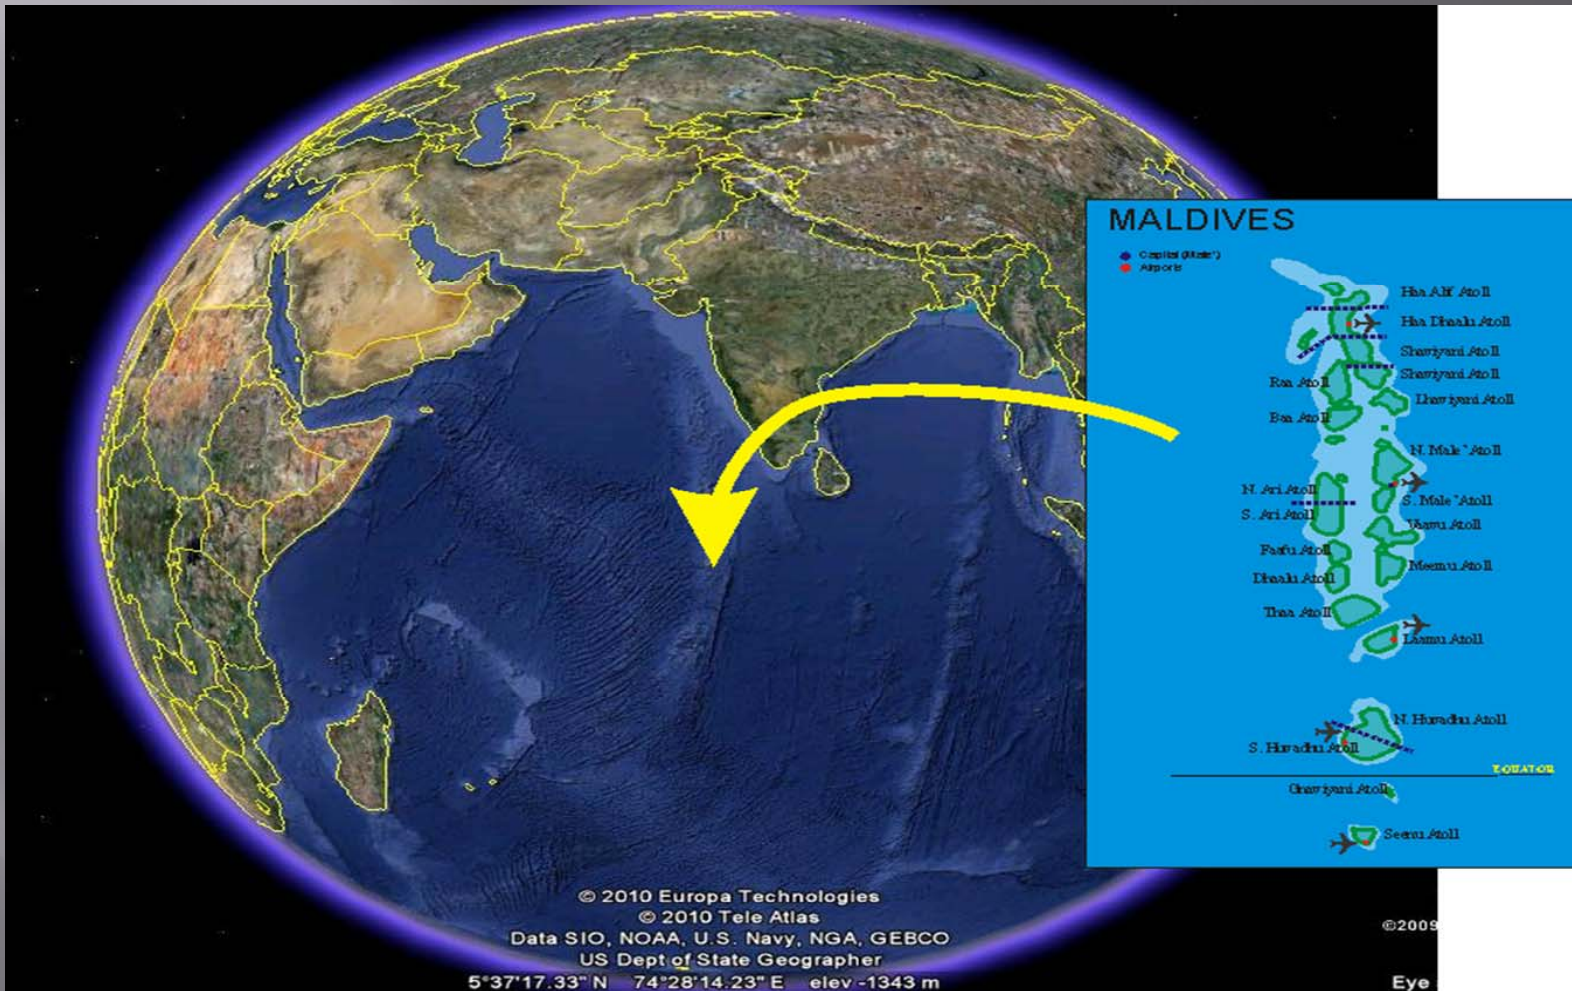 MALDIVES
Capital (Male')
Airports
Haa Alif Atoll
Haa Dhaalu Atoll
Shaviyani Atoll
Shaviyani Atoll
Raa Atoll
Lhaviyani Atoll
Baa Atoll
N. Male` Atoll
N. Ari Atoll
S. Male `Atoll
S. Ari Atoll
Vaavu Atoll
Faafu Atoll
Meemu Atoll
Dhaalu Atoll
Thaa Atoll
Laamu Atoll
N. Huvadhu Atoll
S. Huvadhu Atoll
EQUATOR
Gnaviyani Atoll
Seenu Atoll
© 2010 Europa Technologies
© 2010 Tele Atlas
Data SIO, NOAA, U.S. Navy, NGA, GEBCO
US Dept of State Geographer
©2009
5°37'17.33" N 74°28'14.23" E elev -1343 m
Eye